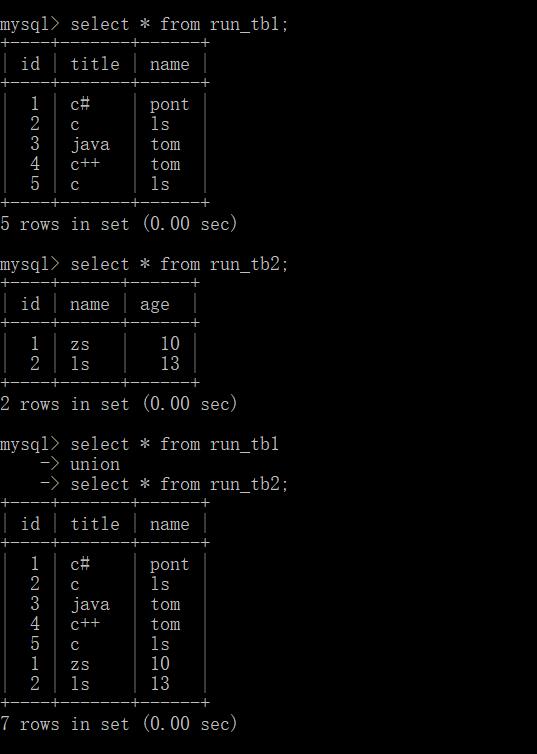 mysql> select * from run_tb1;
+----+-------+------+
| id | title | name |
+----+-------+------+
|  1 | c#    | pont |
|  2 | c     | ls   |
|  3 | java  | tom  |
|  4 | c++   | tom  |
|  5 | c     | ls   |
+----+-------+------+
5 rows in set (0.00 sec)
mysql> select * from run_tb2;
+----+------+------+
| id | name | age  |
+----+------+------+
|  1 | zs   |   10 |
|  2 | ls   |   13 |
+----+------+------+
2 rows in set (0.00 sec)
mysql> select * from run_tb1
    -> union
    -> select * from run_tb2;
+----+-------+------+
| id | title | name |
+----+-------+------+
|  1 | c#    | pont |
|  2 | c     | ls   |
|  3 | java  | tom  |
|  4 | c++   | tom  |
|  5 | c     | ls   |
|  1 | zs    | 10   |
|  2 | ls    | 13   |
+----+-------+------+
7 rows in set (0.00 sec)